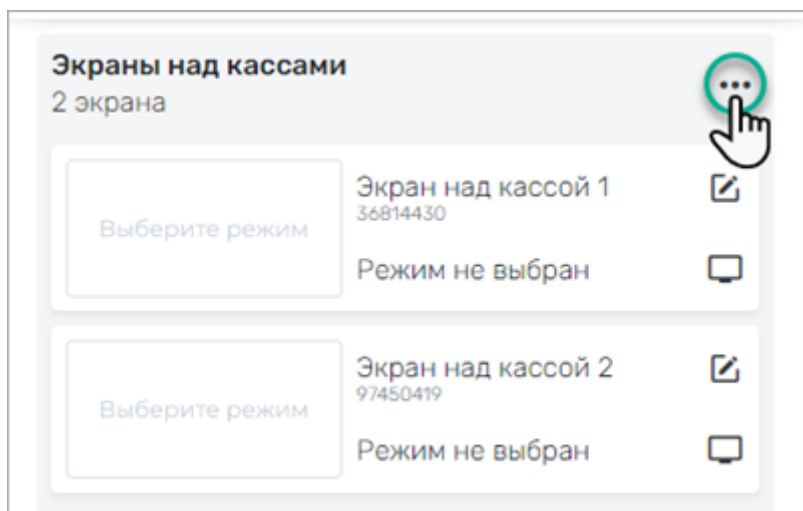 Экраны над кассами
2 экрана
Выберите режим
Экран над кассой 1
36814430
Режим не выбран
Выберите режим
Экран над кассой 2
97450419
Режим не выбран